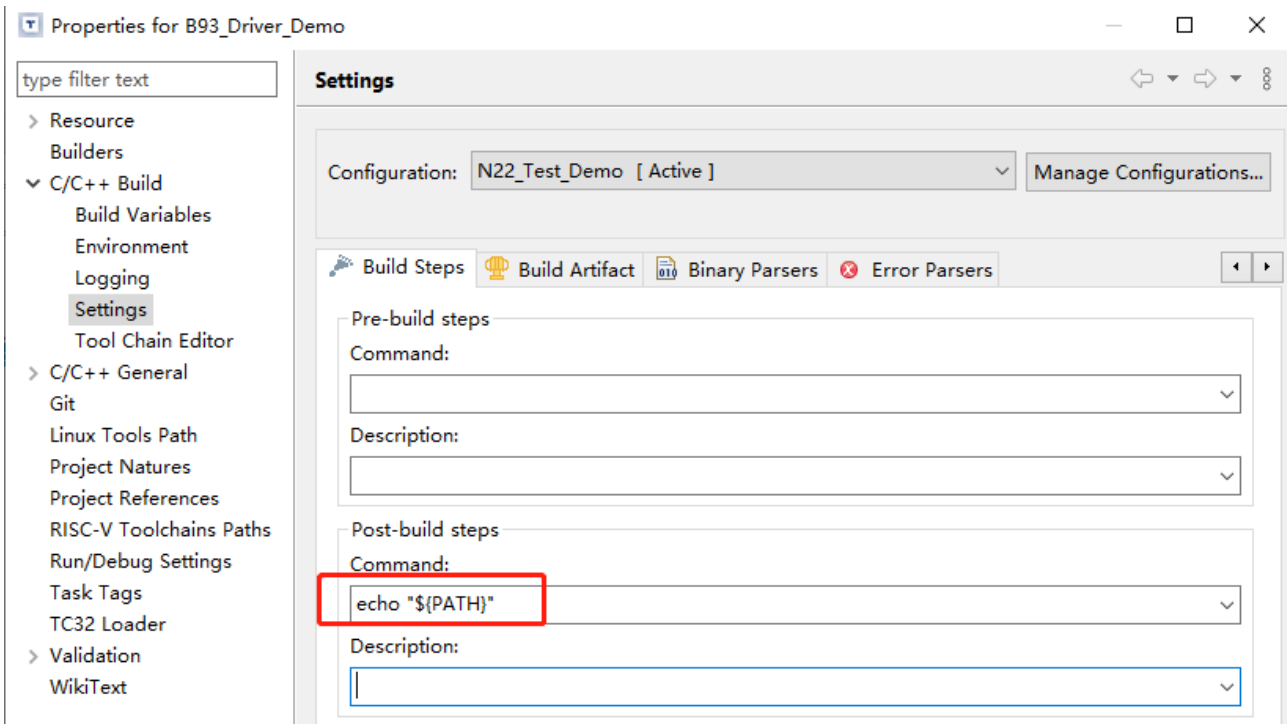 Properties for B93_Driver_Demo
type filter text
Resource
Builders
C/C++ Build
Build Variables
Environment
Logging
Settings
Tool Chain Editor
C/C++ General
Git
Linux Tools Path
Project Natures
Project References
RISC-V Toolchains Paths
Run/Debug Settings
Task Tags
TC32 Loader
Validation
WikiText
Settings
Configuration: N22_Test_Demo [ Active ] Manage Configurations...
Build Steps Build Artifact Binary Parsers Error Parsers
Pre-build steps
Command:
Description:
Post-build steps
Command:
echo "${PATH}"
Description: